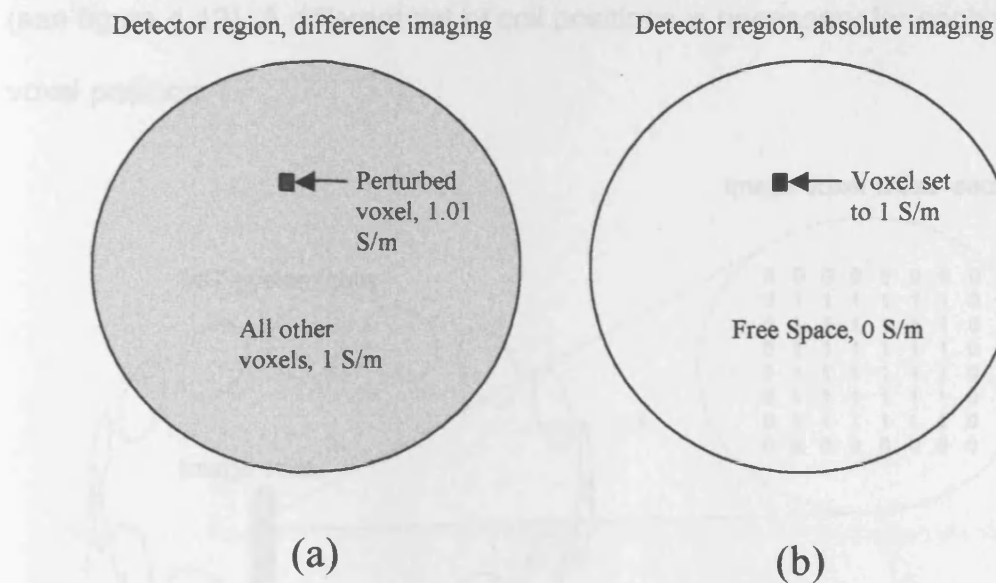 Detector region, difference imaging
Detector region, absolute imaging
Perturbed
voxel, 1.01
S/m
All other
voxels, 1 S/m
Voxel set
to 1 S/m
Free Space, 0 S/m
(a)
(b)